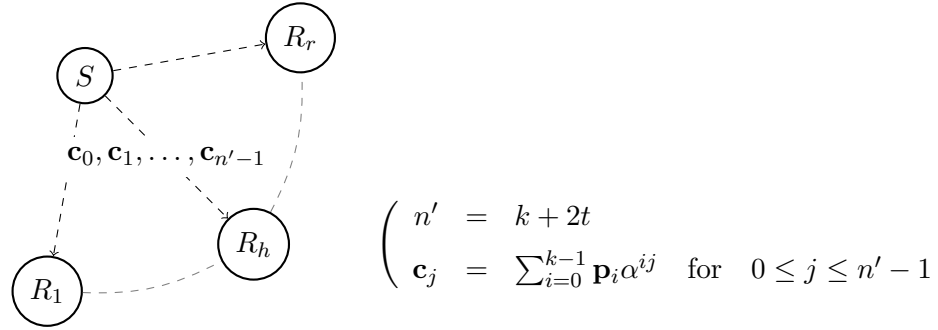 R_r
S
𝐜_0, 𝐜_1, . . . , 𝐜_{n′−1}
R_h
R_1
n′ = k + 2t
𝐜_j = ∑_{i=0}^{k−1} 𝐩_i α^{ij} for 0 ≤ j ≤ n′ − 1